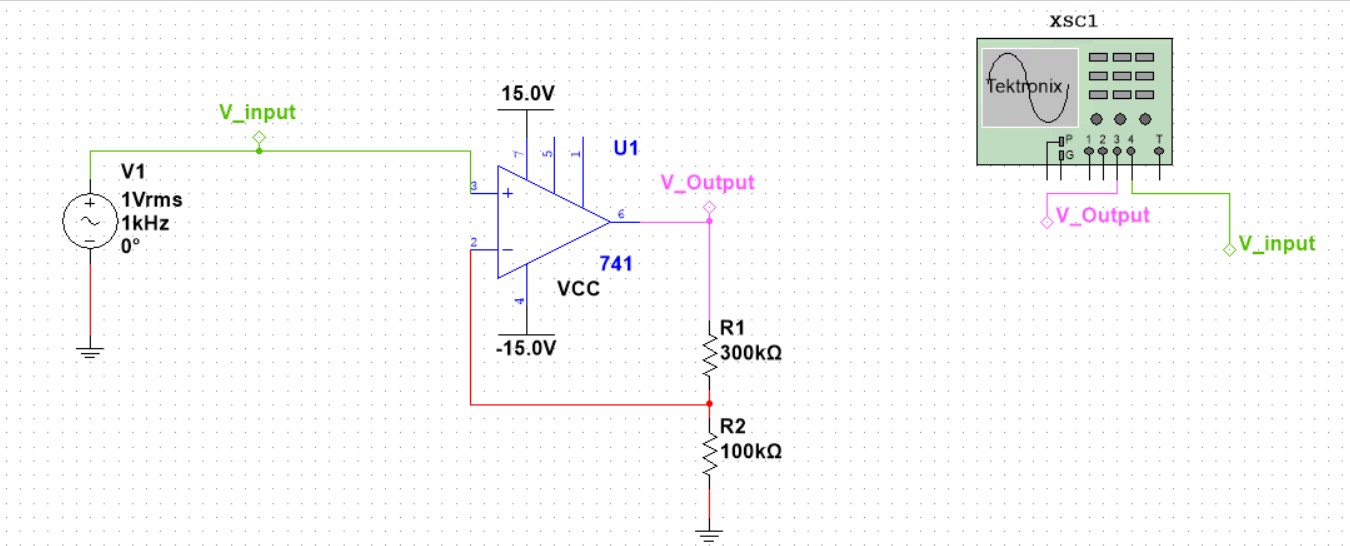 XSC1
Tektronix
P
G
1 2 3 4 T
V_Output
V_input
15.0V
V_input
V1
1Vrms
1kHz
0°
U1
7 5 1
3
+
2
−
6
4
741
VCC
-15.0V
V_Output
R1
300kΩ
R2
100kΩ